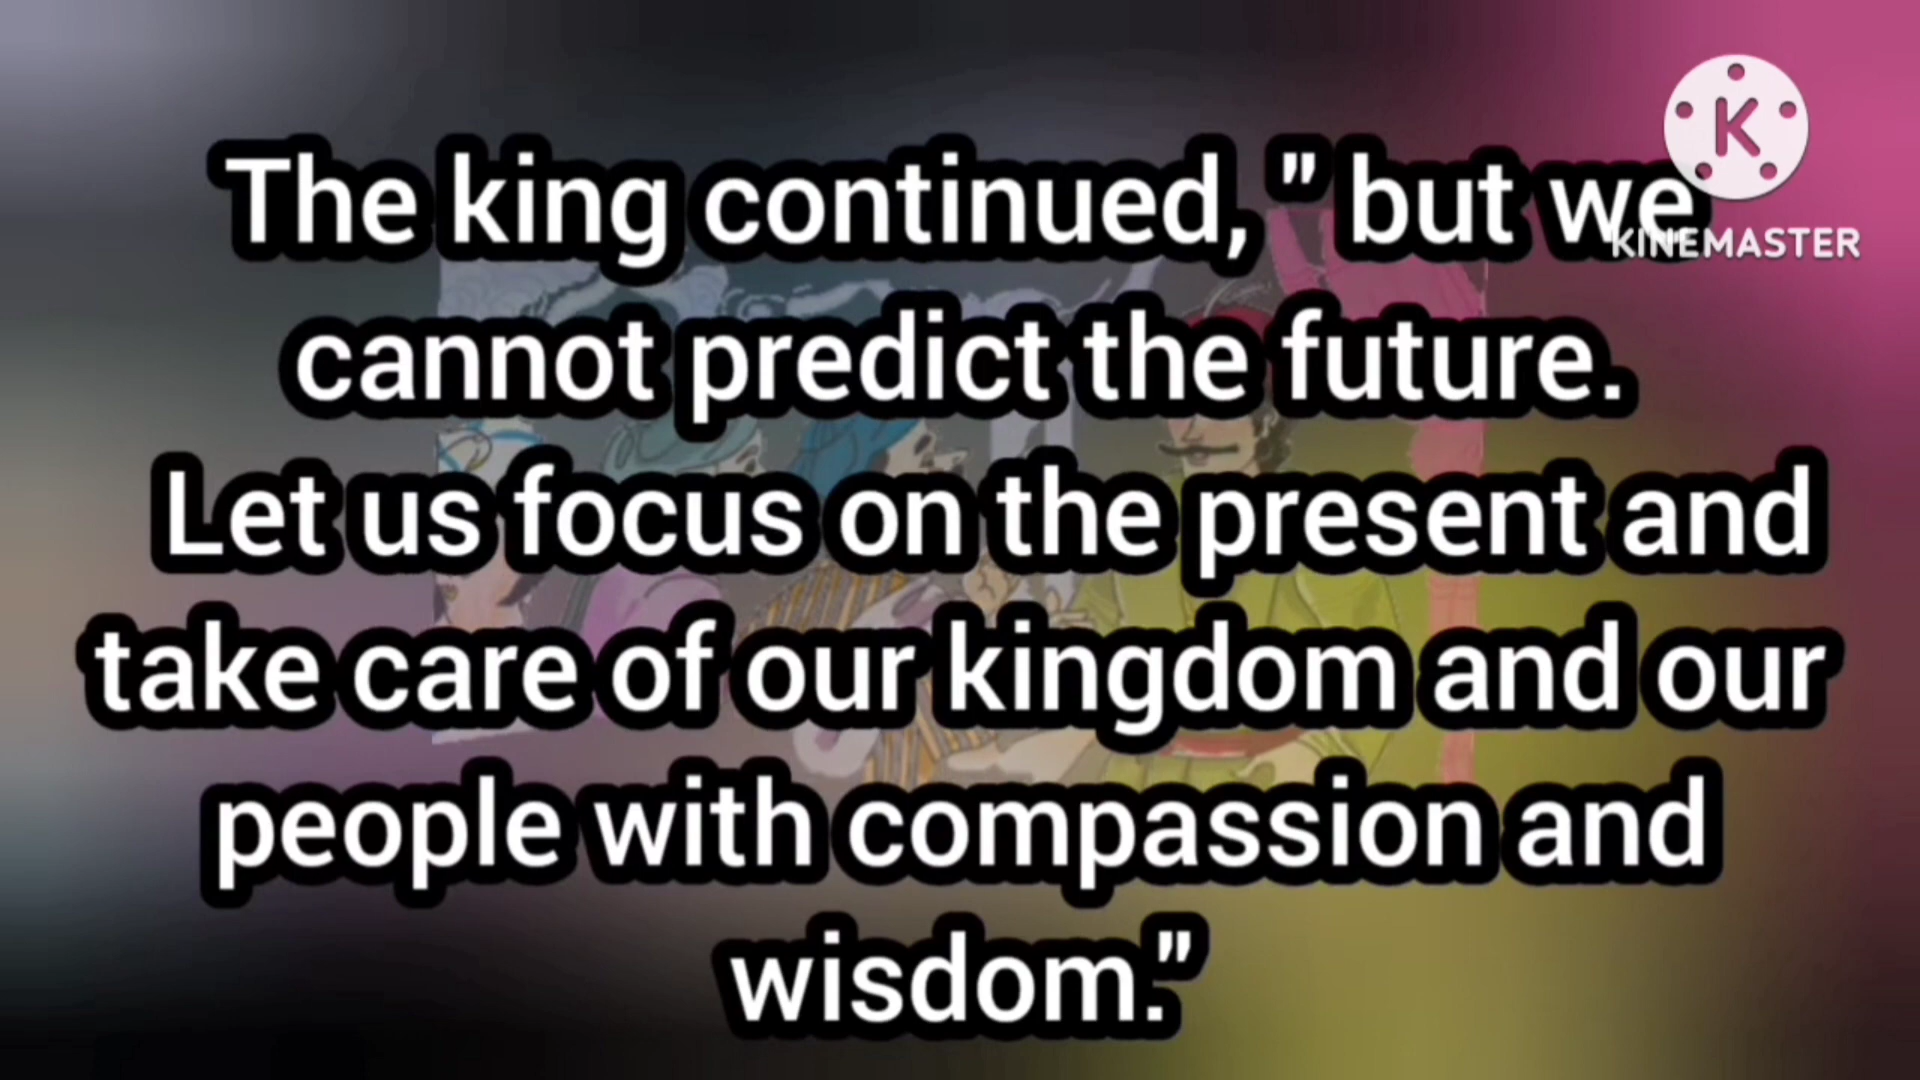 The king continued, " but we
cannot predict the future.
Let us focus on the present and
take care of our kingdom and our
people with compassion and
wisdom."
K
KINEMASTER